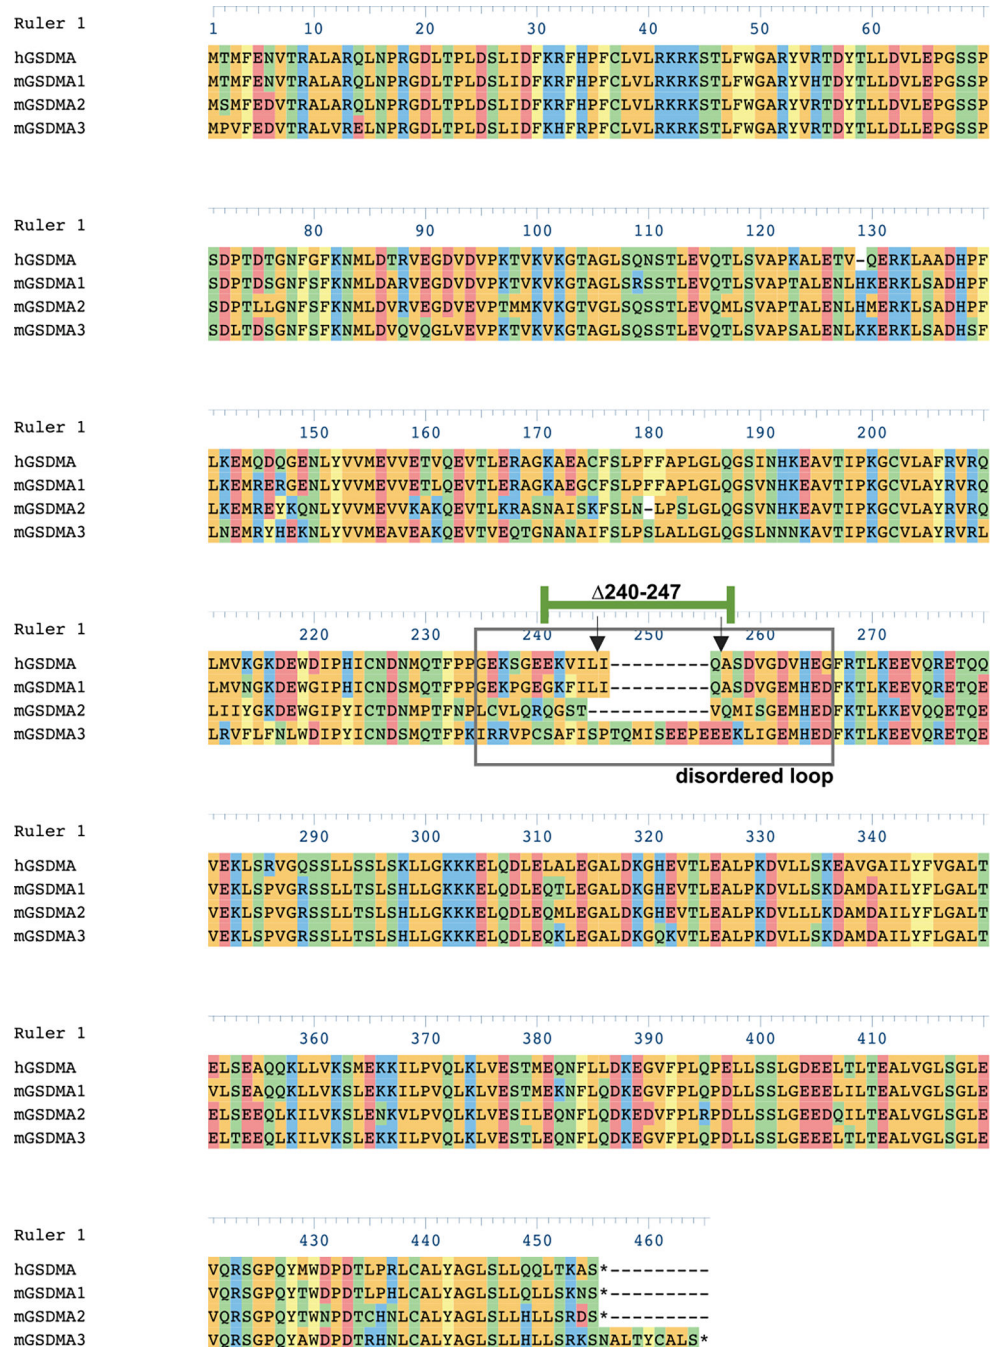 Ruler 1
1 10 20 30 40 50 60
hGSDMA MTMFENVTRALARQLNPRGDLTPLDSLIDFKRFHPFCLVLRKRKSTLFWGARYVRTDYTLLDVLEPGSSP
mGSDMA1 MTMFENVTRALARQLNPRGDLTPLDSLIDFKRFHPFCLVLRKRKSTLFWGARYVHTDYTLLDVLEPGSSP
mGSDMA2 MSMFEDVTRALARQLNPRGDLTPLDSLIDFKRFHPFCLVLRKRKSTLFWGARYVRTDYTLLDVLEPGSSP
mGSDMA3 MPVFEDVTRALVRELNPRGDLTPLDSLIDFKHFRPFCLVLRKRKSTLFWGARYVRTDYTLLDLLEPGSSP
Ruler 1
80 90 100 110 120 130
hGSDMA SDPTDTGNFGFKNMLDTRVEGDVDVPKTVKVKGTAGLSQNSTLEVQTLSVAPKALETV-QERKLAADHPF
mGSDMA1 SDPTDSGNFSFKNMLDARVEGDVDVPKTVKVKGTAGLSRSSTLEVQTLSVAPTALENLHKERKLSADHPF
mGSDMA2 SDPTLLGNFSFKNMLDVRVEGDVEVPTMMKVKGTVGLSQSSTLEVQMLSVAPTALENLHMERKLSADHPF
mGSDMA3 SDLTDSGNFSFKNMLDVQVQGLVEVPKTVKVKGTAGLSQSSTLEVQTLSVAPSALENLKKERKLSADHSF
Ruler 1
150 160 170 180 190 200
hGSDMA LKEMQDQGENLYVVMEVVETVQEVTLERAGKAEACFSLPFFAPLGLQGSINHKEAVTIPKGCVLAFRVRQ
mGSDMA1 LKEMRERGENLYVVMEVVETLQEVTLERAGKAEGCFSLPFFAPLGLQGSVNHKEAVTIPKGCVLAYRVRQ
mGSDMA2 LKEMREYKQNLYVVMEVVKAKQEVTLKRASNAISKFSLN-LPSLGLQGSVNHKEAVTIPKGCVLAYRVRQ
mGSDMA3 LNEMRYHEKNLYVVMEAVEAKQEVTVEQTGNANAIFSLPSLALLGLQGSLNNNKAVTIPKGCVLAYRVRL
Δ240-247
Ruler 1
220 230 240 250 260 270
hGSDMA LMVKGKDEWDIPHICNDNMQTFPPGEKSGEEKVILI---------QASDVGDVHEGFRTLKEEVQRETQQ
mGSDMA1 LMVNGKDEWGIPHICNDSMQTFPPGEKPGEGKFILI---------QASDVGEMHEDFKTLKEEVQRETQE
mGSDMA2 LIIYGKDEWGIPYICTDNMPTFNPLCVLQRQGST-----------VQMISGEMHEDFKTLKKEVQQETQE
mGSDMA3 LRVFLFNLWDIPYICNDSMQTFPKIRRVPCSAFISPTQMISEEPEEEKLIGEMHEDFKTLKEEVQRETQE
disordered loop
Ruler 1
290 300 310 320 330 340
hGSDMA VEKLSRVGQSSLLSSLSKLLGKKKELQDLELALEGALDKGHEVTLEALPKDVLLSKEAVGAILYFVGALT
mGSDMA1 VEKLSPVGRSSLLTSLSHLLGKKKELQDLEQTLEGALDKGHEVTLEALPKDVLLSKDAMDAILYFLGALT
mGSDMA2 VEKLSPVGRSSLLTSLSHLLGKKKELQDLEQMLEGALDKGHEVTLEALPKDVLLLKDAMDAILYFLGALT
mGSDMA3 VEKLSPVGRSSLLTSLSHLLGKKKELQDLEQKLEGALDKGQKVTLEALPKDVLLSKDAMDAILYFLGALT
Ruler 1
360 370 380 390 400 410
hGSDMA ELSEAQQKLLVKSMEKKILPVQLKLVESTMEQNFLLDKEGVFPLQPELLSSLGDEELTLTEALVGLSGLE
mGSDMA1 VLSEAQQKLLVKSLEKKILPVQLKLVESTMEKNFLQDKEGVFPLQPDLLSSLGEEELILTEALVGLSGLE
mGSDMA2 ELSEEQLKILVKSLENKVLPVQLKLVESILEQNFLQDKEDVFPLRPDLLSSLGEEDQILTEALVGLSGLE
mGSDMA3 ELTEEQLKILVKSLEKKILPVQLKLVESTLEQNFLQDKEGVFPLQPDLLSSLGEEELTLTEALVGLSGLE
Ruler 1
430 440 450 460
hGSDMA VQRSGPQYMWDPDTLPRLCALYAGLSLLQQLTKAS*---------
mGSDMA1 VQRSGPQYTWDPDTLPHLCALYAGLSLLQLLSKNS*---------
mGSDMA2 VQRSGPQYTWNPDTCHNLCALYAGLSLLHLLSRDS*---------
mGSDMA3 VQRSGPQYAWDPDTRHNLCALYAGLSLLHLLSRKSNALTYCALS*